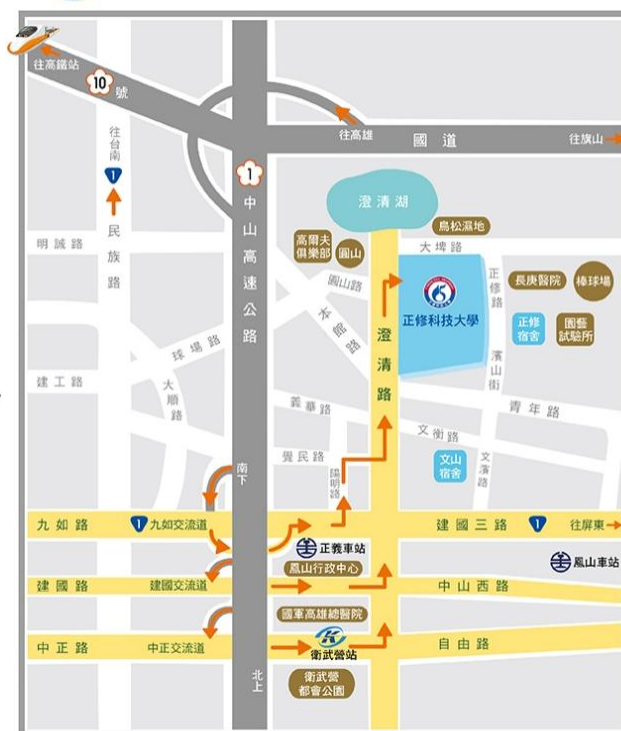 往高鐵站
10
號
往台南
1
民族路
1
中山高速公路
往高雄
國道
往旗山
澄清湖
鳥松濕地
大埤路
高爾夫
俱樂部
圓山
圓山路
本館路
明誠路
正修科技大學
正修路
長庚醫院
棒球場
正修
宿舍
園藝
試驗所
澄清路
濱山街
球場路
建工路
大順路
義華路
青年路
文衡路
覺民路
陽明路
文山
宿舍
文濱路
南下
九如路
1
九如交流道
建國三路
1
往屏東
正義車站
鳳山車站
鳳山行政中心
建國路
建國交流道
中山西路
國軍高雄總醫院
中正路
中正交流道
K
衛武營站
自由路
北上
衛武營
都會公園